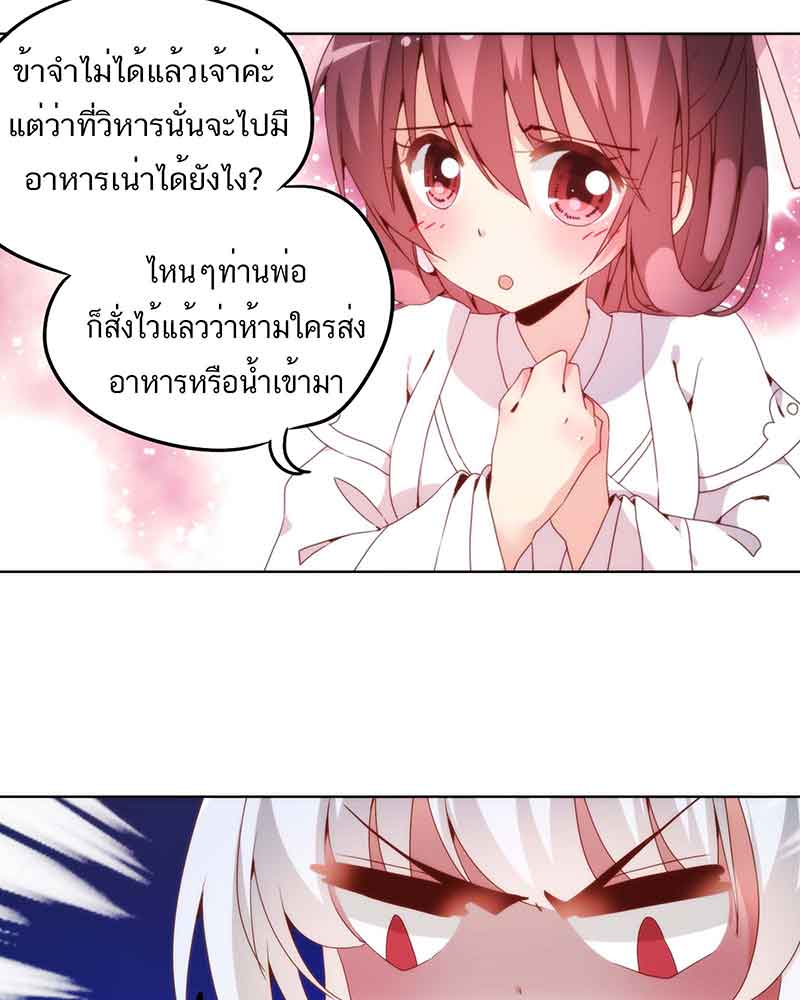 ข้าจำไม่ได้แล้วเจ้าค่ะ
แต่ว่าที่วิหารนั่นจะไปมี
อาหารเน่าได้ยังไง?
ไหนๆท่านพ่อ
ก็สั่งไว้แล้วว่าห้ามใครส่ง
อาหารหรือน้ำเข้ามา